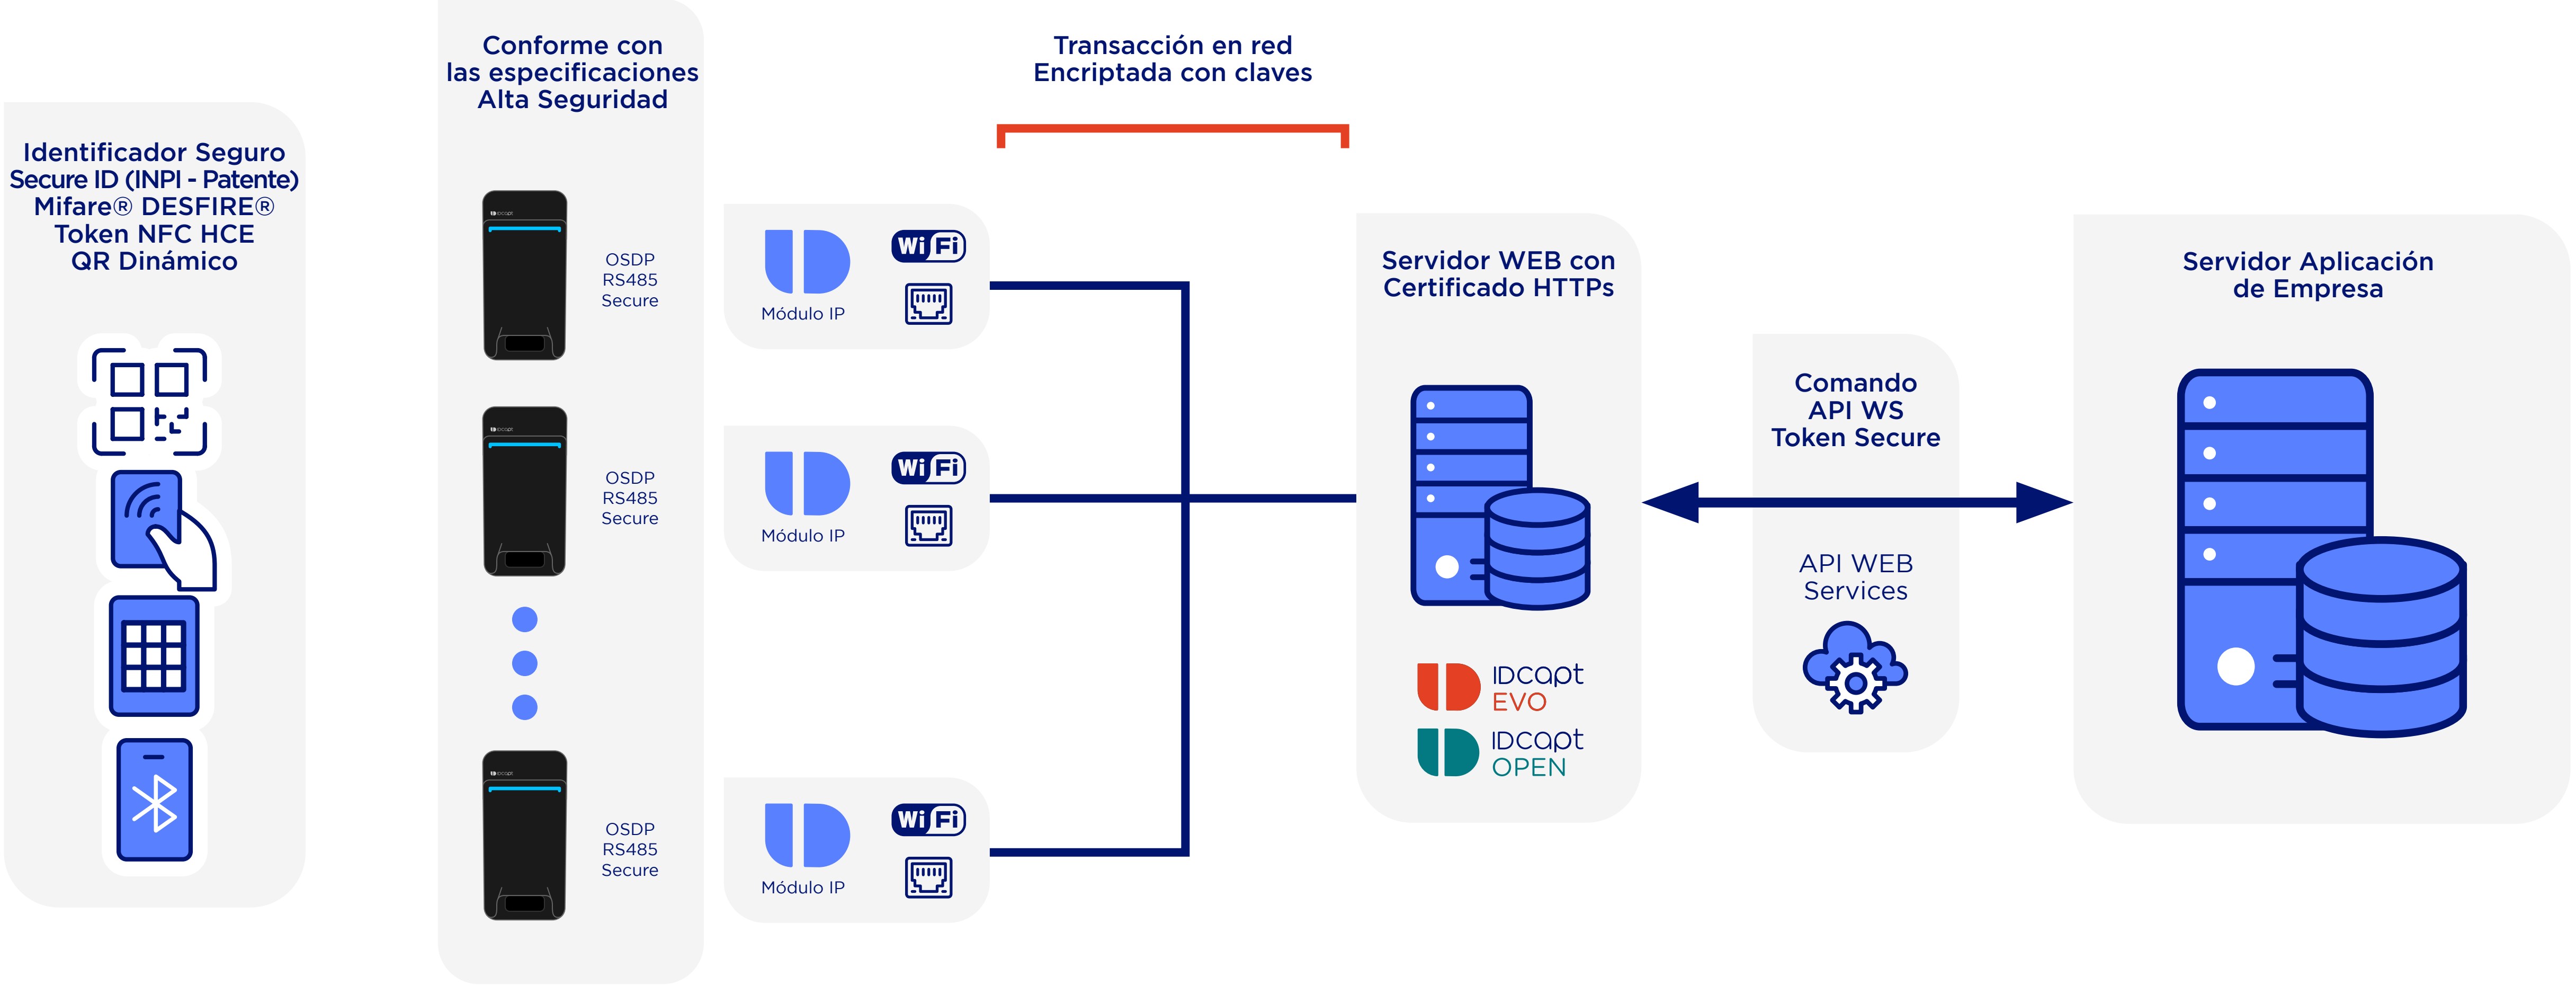 Identificador Seguro
Secure ID (INPI - Patente)
Mifare® DESFIRE®
Token NFC HCE
QR Dinámico
Conforme con
las especificaciones
Alta Seguridad
IDcapt
OSDP
RS485
Secure
IDcapt
OSDP
RS485
Secure
IDcapt
OSDP
RS485
Secure
Módulo IP
Wi Fi
Módulo IP
Wi Fi
Módulo IP
Wi Fi
Transacción en red
Encriptada con claves
Servidor WEB con
Certificado HTTPs
IDcapt
EVO
IDcapt
OPEN
Comando
API WS
Token Secure
API WEB
Services
Servidor Aplicación
de Empresa